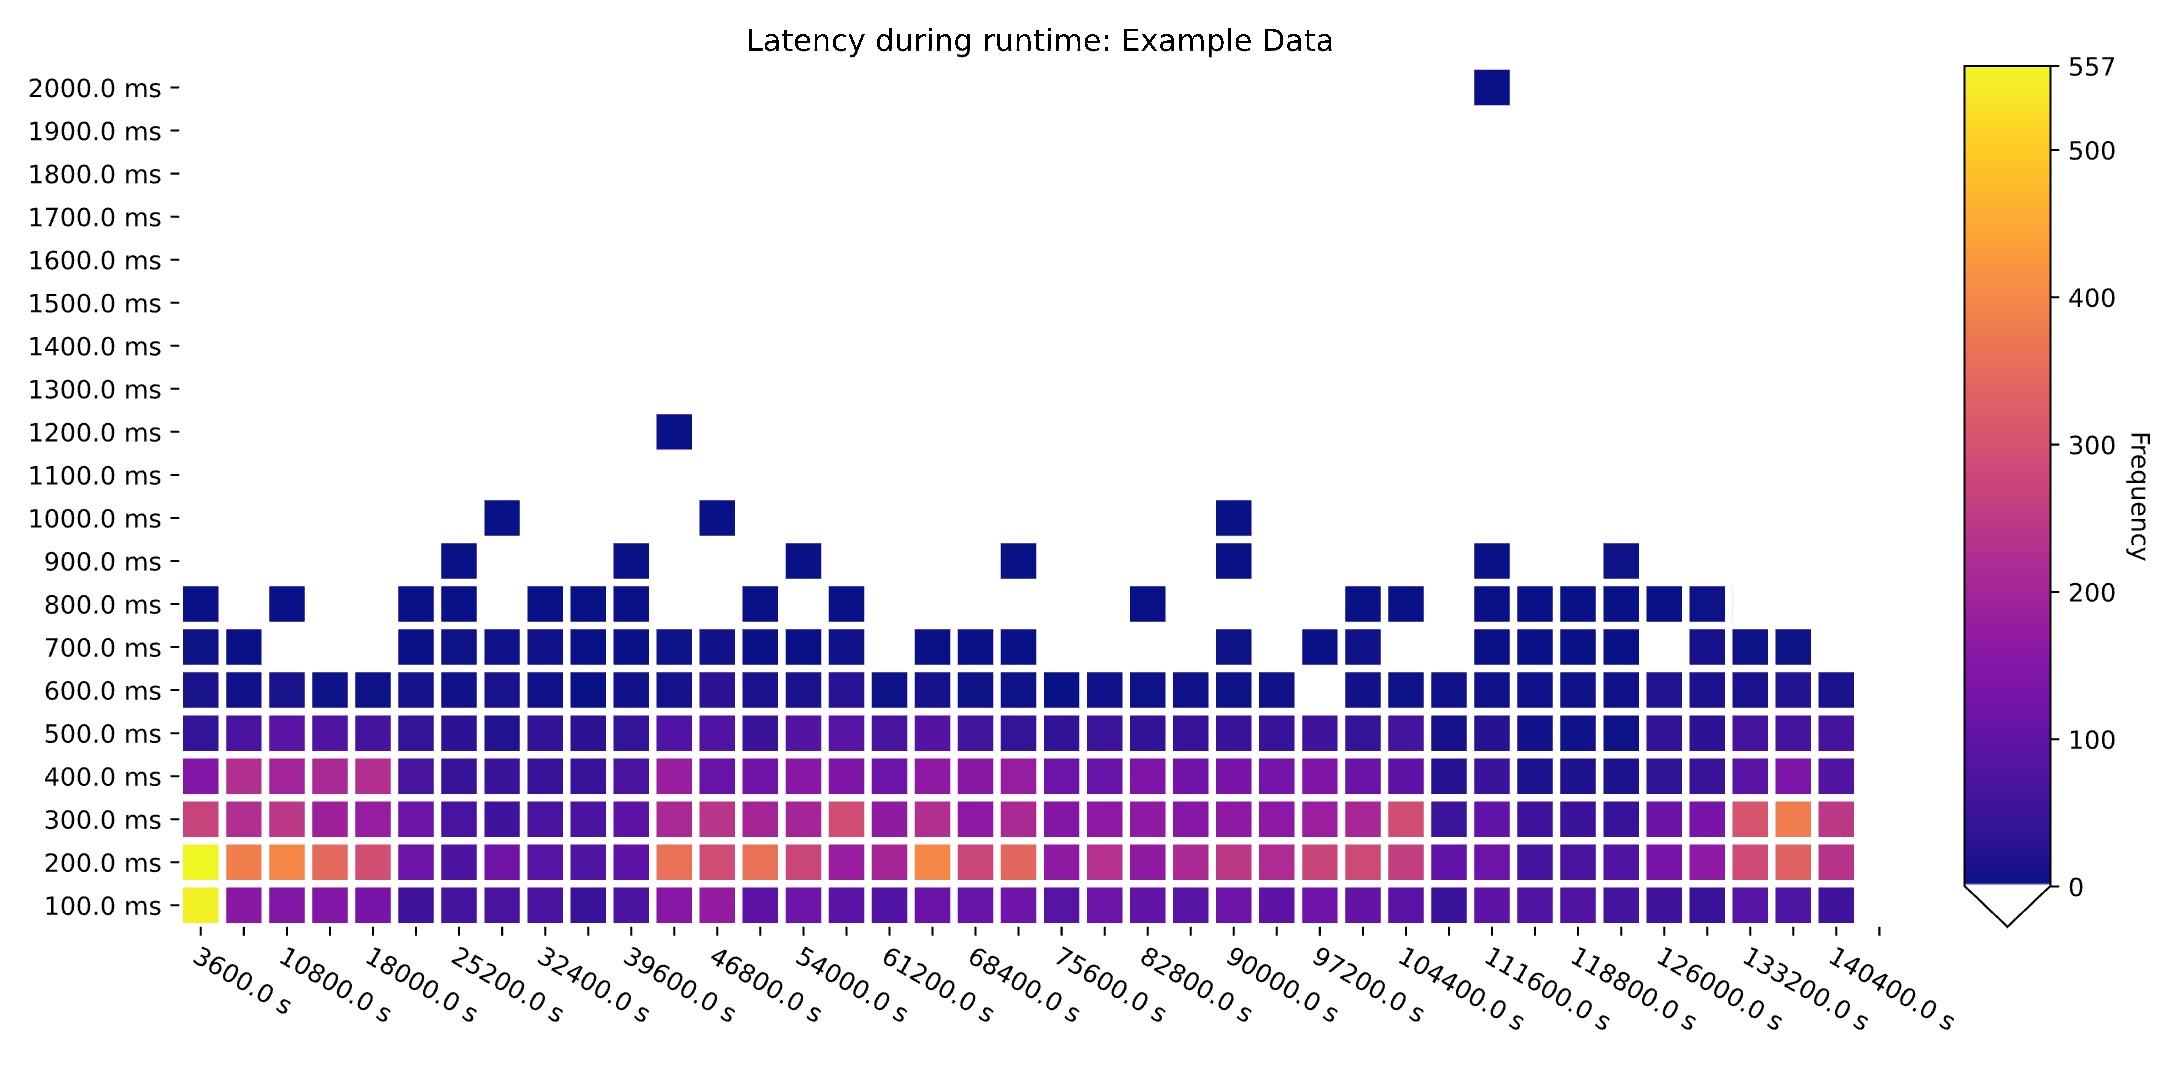 Latency during runtime: Example Data
2000.0 ms
1900.0 ms
1800.0 ms
1700.0 ms
1600.0 ms
1500.0 ms
1400.0 ms
1300.0 ms
1200.0 ms
1100.0 ms
1000.0 ms
900.0 ms
800.0 ms
700.0 ms
600.0 ms
500.0 ms
400.0 ms
300.0 ms
200.0 ms
100.0 ms
3600.0 s
10800.0 s
18000.0 s
25200.0 s
32400.0 s
39600.0 s
46800.0 s
54000.0 s
61200.0 s
68400.0 s
75600.0 s
82800.0 s
90000.0 s
97200.0 s
104400.0 s
111600.0 s
118800.0 s
126000.0 s
133200.0 s
140400.0 s
557
500
400
300
200
100
0
Frequency